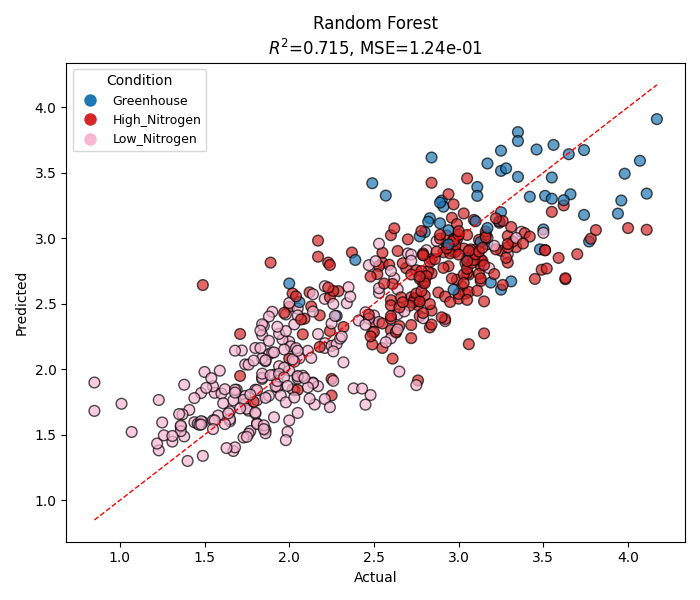 Random Forest
R²=0.715, MSE=1.24e-01
Condition
Greenhouse
High_Nitrogen
Low_Nitrogen
4.0
3.5
3.0
2.5
2.0
1.5
1.0
Predicted
1.0 1.5 2.0 2.5 3.0 3.5 4.0
Actual